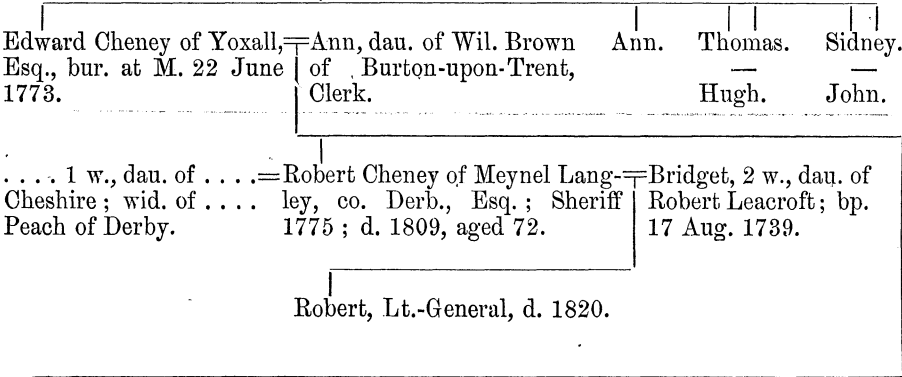 Edward Cheney of Yoxall,=Ann, dau. of Wil. Brown Ann. Thomas. Sidney.
Esq., bur. at M. 22 June of Burton-upon-Trent, — —
1773. Clerk. Hugh. John.
. . . . 1 w., dau. of . . . .=Robert Cheney of Meynel Lang-=Bridget, 2 w., dau. of
Cheshire ; wid. of . . . . ley, co. Derb., Esq. ; Sheriff Robert Leacroft ; bp.
Peach of Derby. 1775 ; d. 1809, aged 72. 17 Aug. 1739.
Robert, Lt.-General, d. 1820.